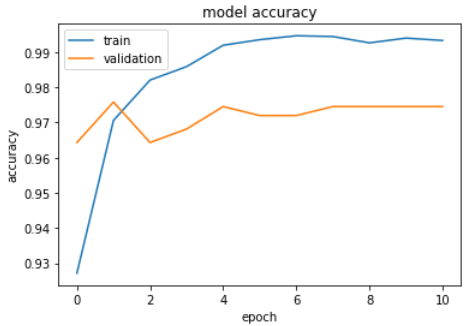 model accuracy
train
validation
0.99
0.98
0.97
0.96
0.95
0.94
0.93
accuracy
0 2 4 6 8 10
epoch